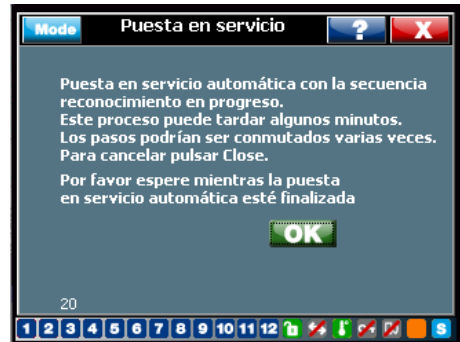 Mode Puesta en servicio ? X
Puesta en servicio automática con la secuencia
reconocimiento en progreso.
Este proceso puede tardar algunos minutos.
Los pasos podrían ser conmutados varias veces.
Para cancelar pulsar Close.
Por favor espere mientras la puesta
en servicio automática esté finalizada
OK
20
1 2 3 4 5 6 7 8 9 10 11 12 S